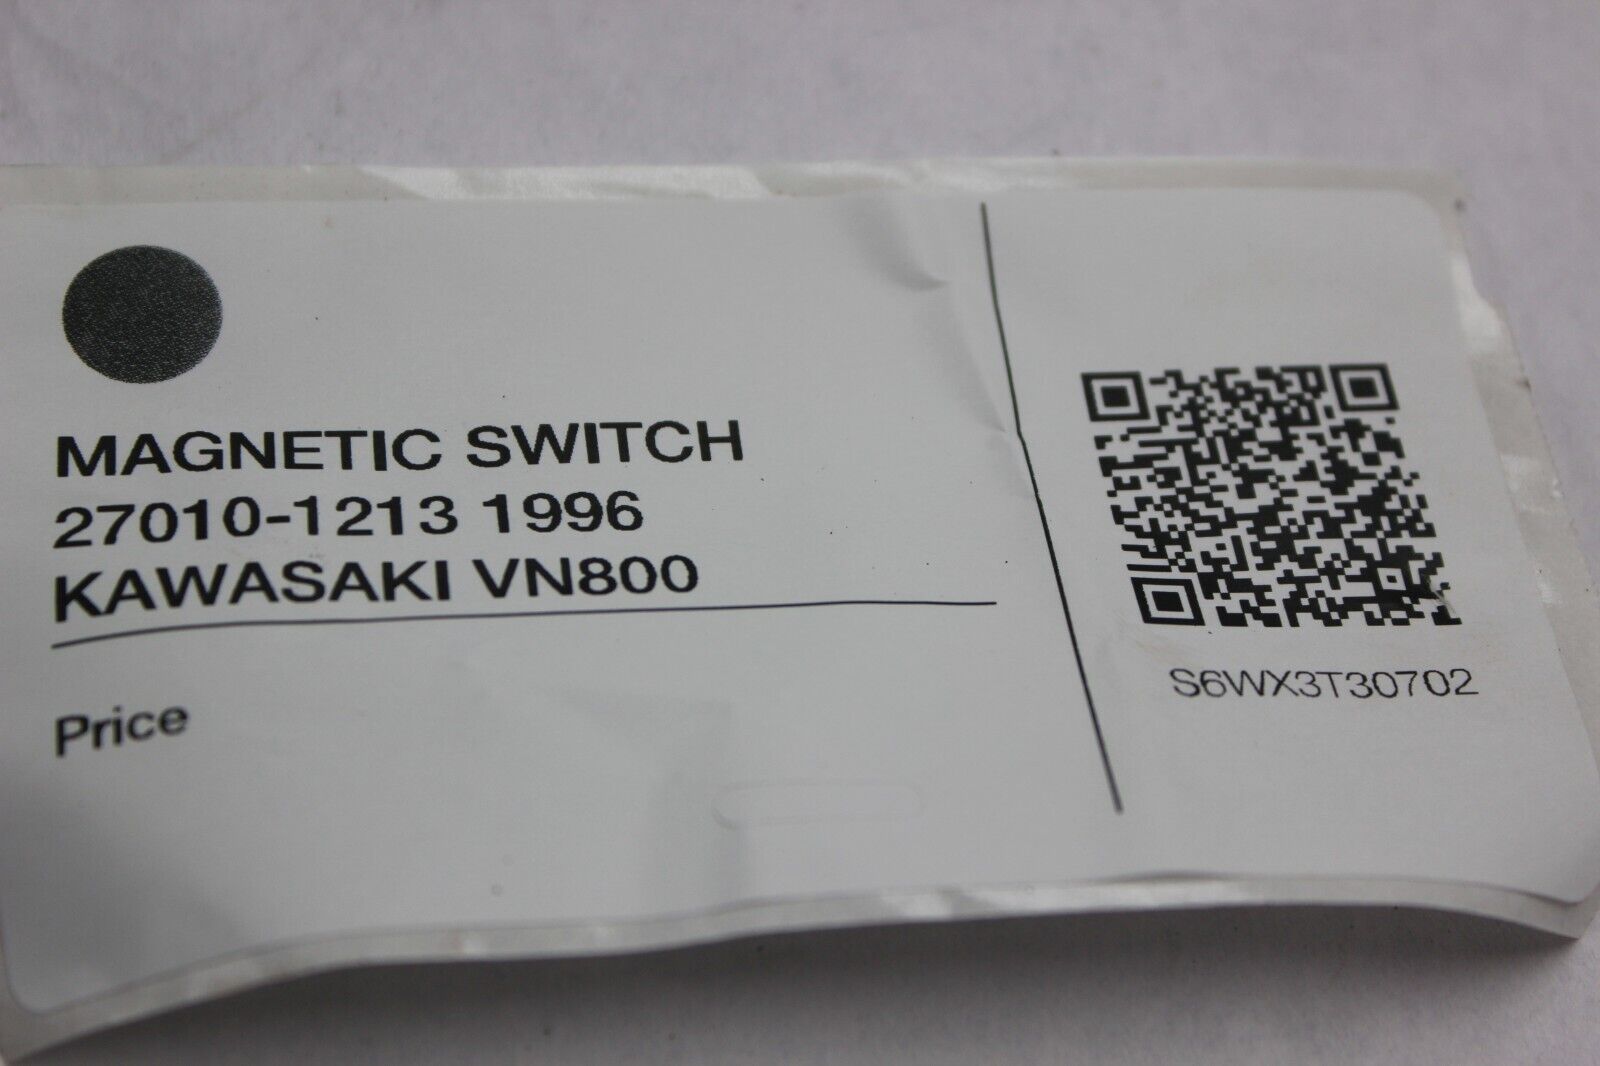 MAGNETIC SWITCH
27010-1213 1996
KAWASAKI VN800
Price
S6WX3T30702